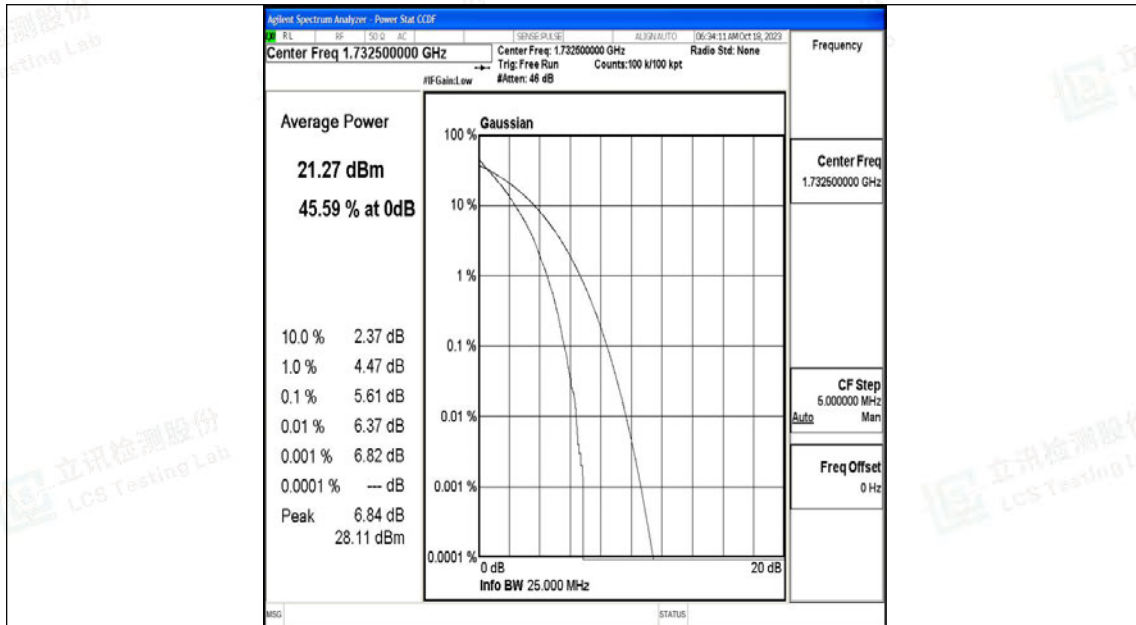 Agilent Spectrum Analyzer - Power Stat CCDF
RL RF 50 Ω AC SENSE:PULSE ALIGN AUTO 06:34:11 AM Oct 18, 2023
Center Freq 1.732500000 GHz
Center Freq: 1.732500000 GHz
Radio Std: None
Trig: Free Run
Counts:100 k/100 kpt
#IFGain:Low
#Atten: 46 dB
Frequency
Average Power
21.27 dBm
45.59 % at 0dB
10.0 % 2.37 dB
1.0 % 4.47 dB
0.1 % 5.61 dB
0.01 % 6.37 dB
0.001 % 6.82 dB
0.0001 % --- dB
Peak 6.84 dB
28.11 dBm
Gaussian
100 %
10 %
1 %
0.1 %
0.01 %
0.001 %
0.0001 %
0 dB
20 dB
Info BW 25.000 MHz
Center Freq
1.732500000 GHz
CF Step
5.000000 MHz
Auto Man
Freq Offset
0 Hz
MSG
STATUS
立讯检测股份
LCS Testing Lab
立讯检测股份
LCS Testing L